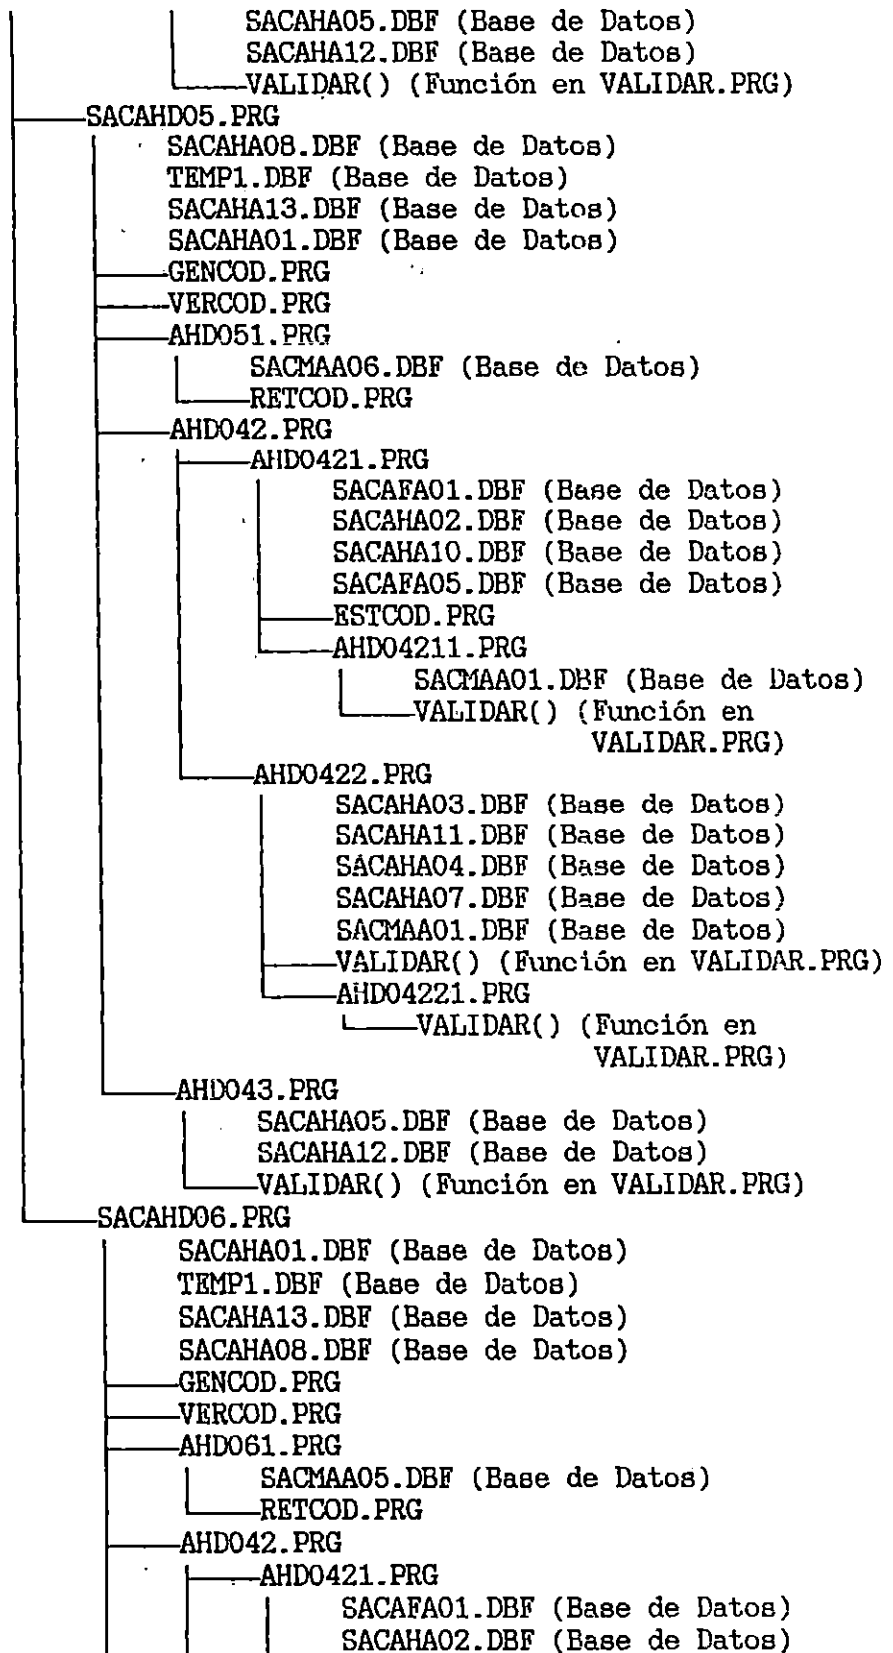 SACAHA05.DBF (Base de Datos)
SACAHA12.DBF (Base de Datos)
VALIDAR() (Función en VALIDAR.PRG)
SACAHD05.PRG
SACAHA08.DBF (Base de Datos)
TEMP1.DBF (Base de Datos)
SACAHA13.DBF (Base de Datos)
SACAHA01.DBF (Base de Datos)
GENCOD.PRG
VERCOD.PRG
AHD051.PRG
SACMAA06.DBF (Base de Datos)
RETCOD.PRG
AHD042.PRG
AHD0421.PRG
SACAFA01.DBF (Base de Datos)
SACAHA02.DBF (Base de Datos)
SACAHA10.DBF (Base de Datos)
SACAFA05.DBF (Base de Datos)
ESTCOD.PRG
AHD04211.PRG
SACMAA01.DBF (Base de Datos)
VALIDAR() (Función en
VALIDAR.PRG)
AHD0422.PRG
SACAHA03.DBF (Base de Datos)
SACAHA11.DBF (Base de Datos)
SACAHA04.DBF (Base de Datos)
SACAHA07.DBF (Base de Datos)
SACMAA01.DBF (Base de Datos)
VALIDAR() (Función en VALIDAR.PRG)
AHD04221.PRG
VALIDAR() (Función en
VALIDAR.PRG)
AHD043.PRG
SACAHA05.DBF (Base de Datos)
SACAHA12.DBF (Base de Datos)
VALIDAR() (Función en VALIDAR.PRG)
SACAHD06.PRG
SACAHA01.DBF (Base de Datos)
TEMP1.DBF (Base de Datos)
SACAHA13.DBF (Base de Datos)
SACAHA08.DBF (Base de Datos)
GENCOD.PRG
VERCOD.PRG
AHD061.PRG
SACMAA05.DBF (Base de Datos)
RETCOD.PRG
AHD042.PRG
AHD0421.PRG
SACAFA01.DBF (Base de Datos)
SACAHA02.DBF (Base de Datos)